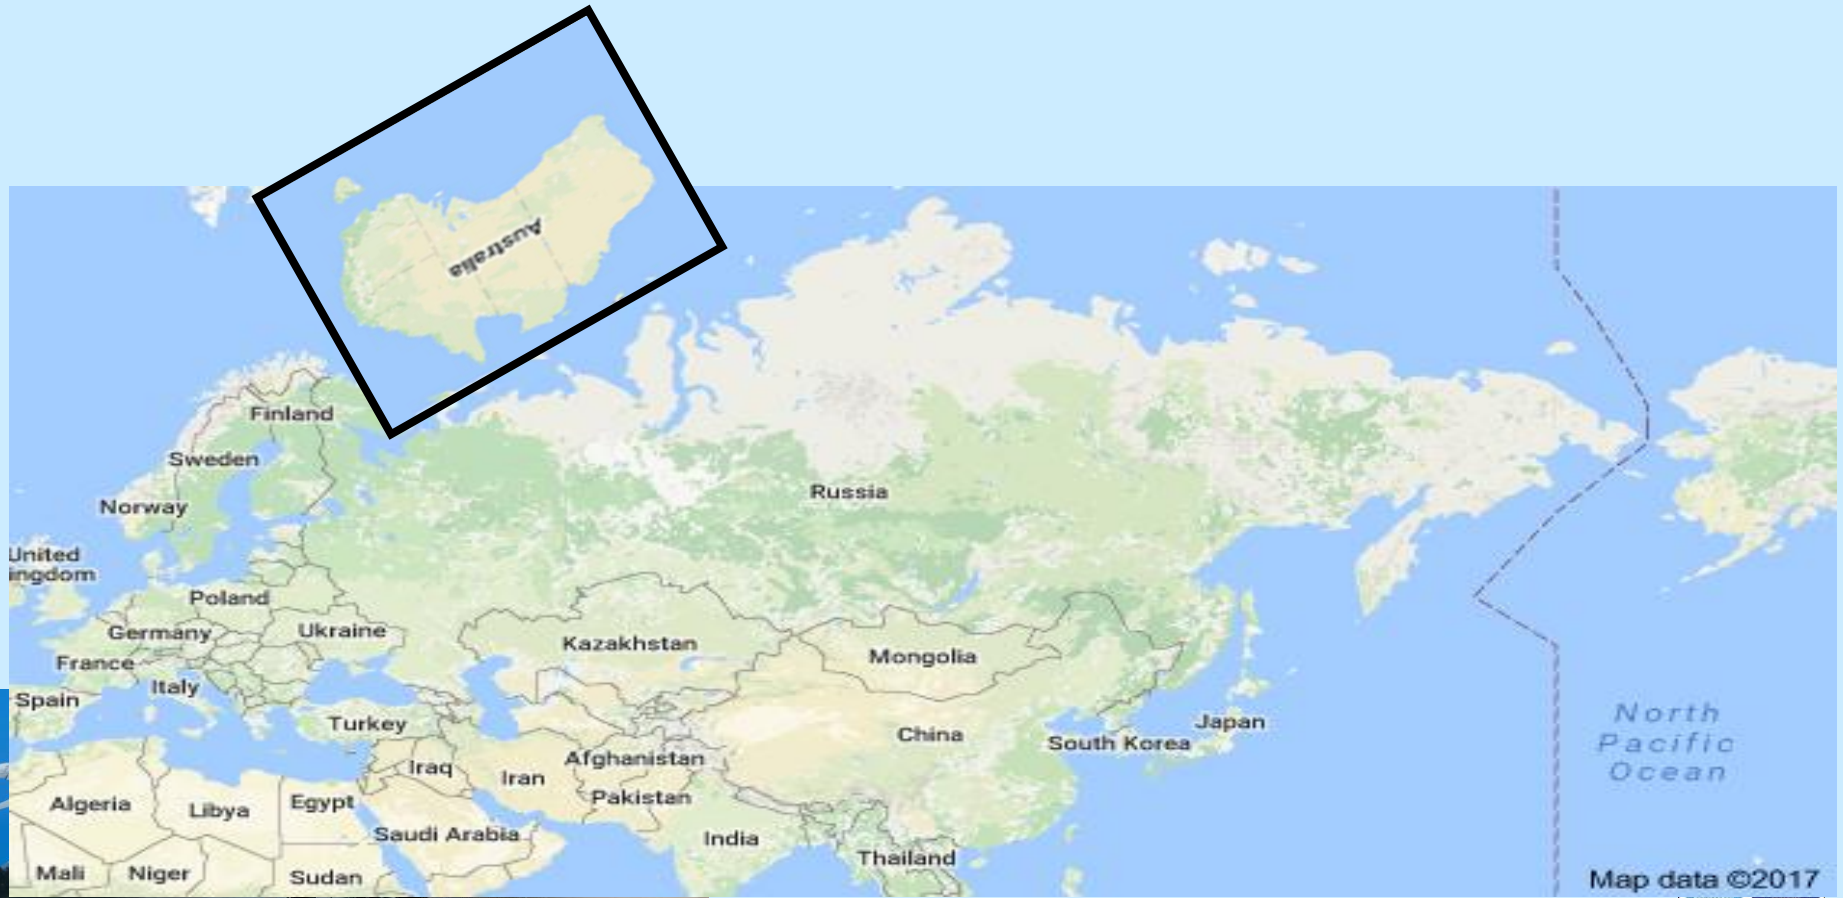 Australia
Finland
Sweden
Norway
Russia
United
ingdom
Poland
Germany
Ukraine
Kazakhstan
France
Mongolia
Italy
Spain
Turkey
China
Japan
South Korea
North
Pacific
Ocean
Afghanistan
Iraq
Iran
Pakistan
Algeria
Libya
Egypt
Saudi Arabia
India
Thailand
Mali
Niger
Sudan
Map data ©2017